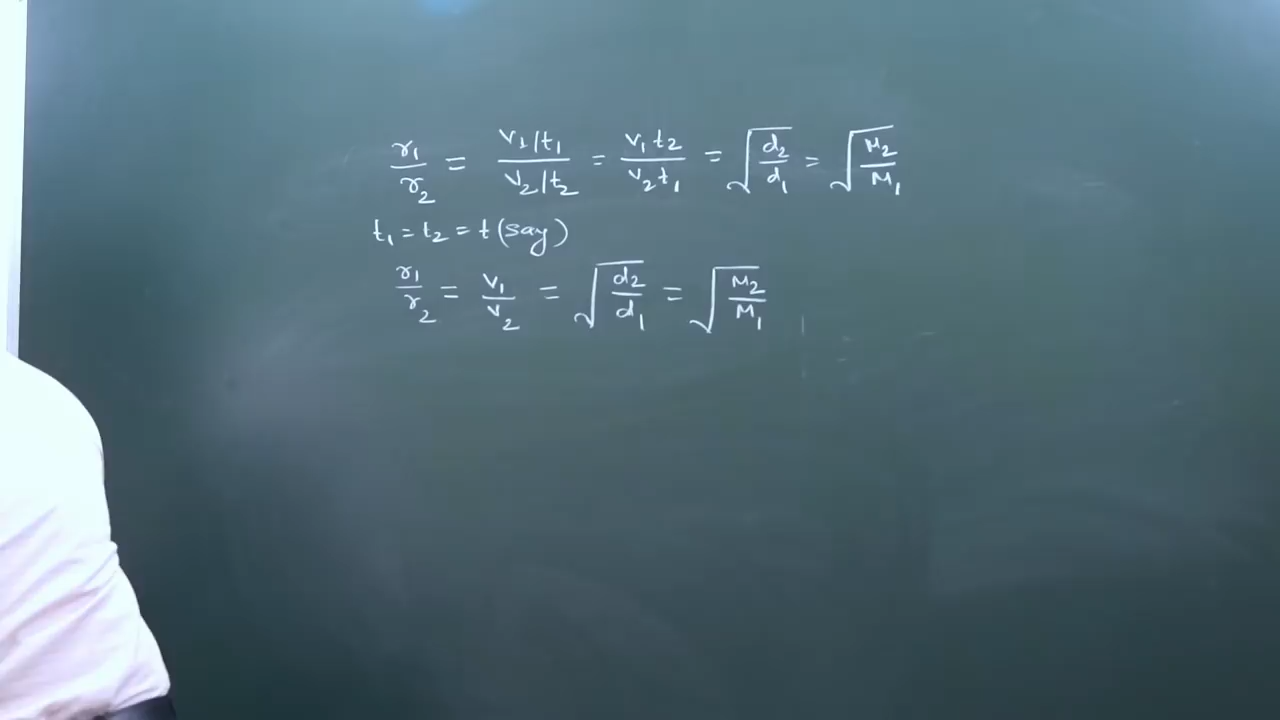 r₁/r₂ = (V₁/t₁)/(V₂/t₂) = V₁t₂/V₂t₁ = √(d₂/d₁) = √(M₂/M₁)
t₁ = t₂ = t (say)
r₁/r₂ = V₁/V₂ = √(d₂/d₁) = √(M₂/M₁)